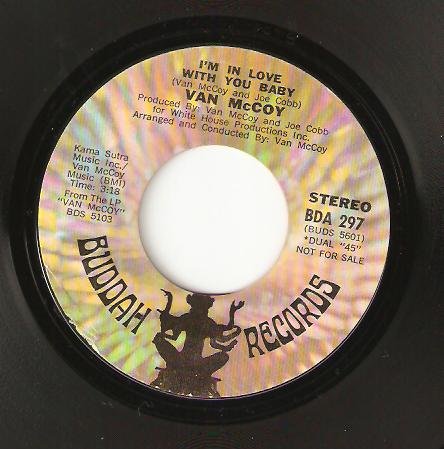 I'M IN LOVE
WITH YOU BABY
(Van McCoy and Joe Cobb)
VAN McCOY
Produced By: Van McCoy and Joe Cobb
for White House Productions Inc.
Arranged and Conducted By: Van McCoy
Kama Sutra
Music Inc./
Van McCoy
Music (BMI)
Time: 3:18
From The LP
"VAN McCOY"
BDS 5103
STEREO
BDA 297
(BUDS 5601)
*DUAL "45"
NOT FOR SALE
BUDDAH RECORDS